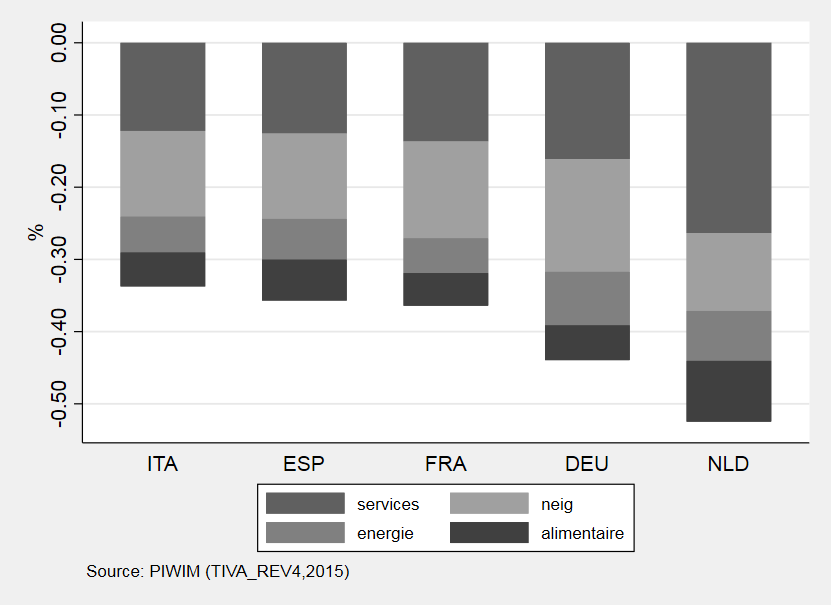 0.00
-0.10
-0.20
-0.30
-0.40
-0.50
%
ITA ESP FRA DEU NLD
services neig
energie alimentaire
Source: PIWIM (TIVA_REV4,2015)